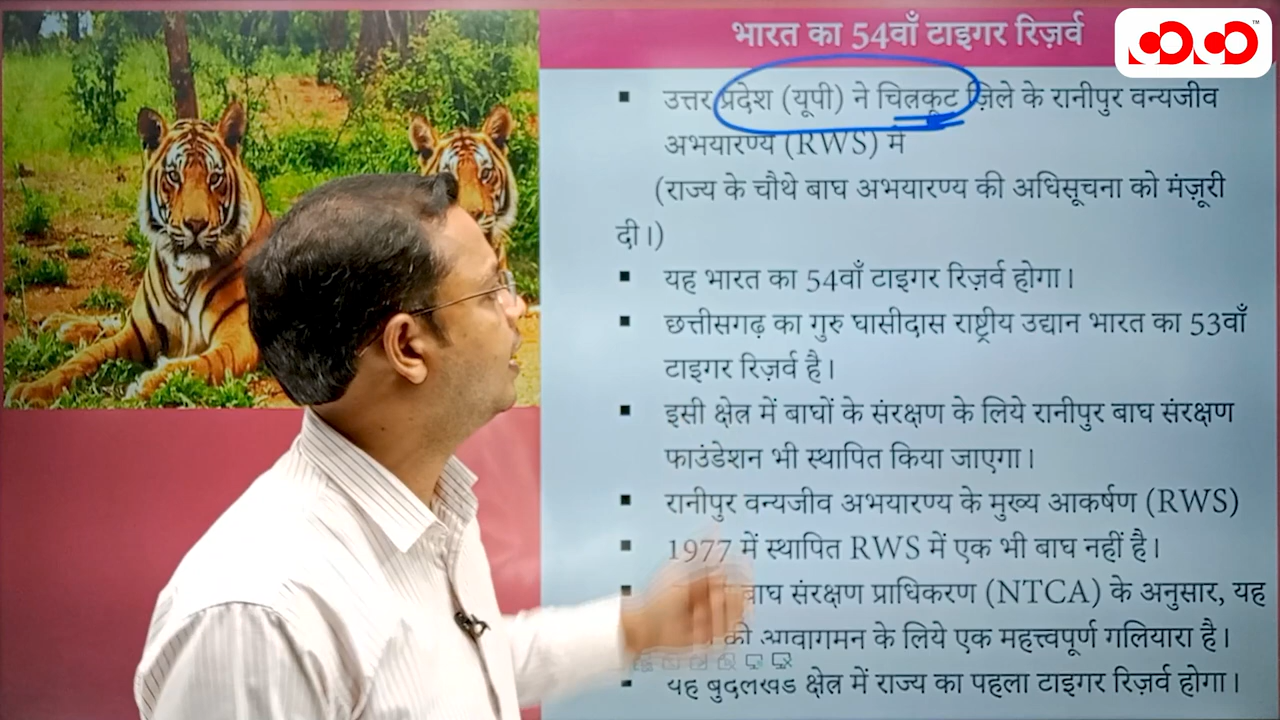 भारत का 54वाँ टाइगर रिज़र्व
▪ उत्तर प्रदेश (यूपी) ने चित्रकूट ज़िले के रानीपुर वन्यजीव
अभयारण्य (RWS) में
(राज्य के चौथे बाघ अभयारण्य की अधिसूचना को मंज़ूरी
दी।)
▪ यह भारत का 54वाँ टाइगर रिज़र्व होगा।
▪ छत्तीसगढ़ का गुरु घासीदास राष्ट्रीय उद्यान भारत का 53वाँ
टाइगर रिज़र्व है।
▪ इसी क्षेत्र में बाघों के संरक्षण के लिये रानीपुर बाघ संरक्षण
फाउंडेशन भी स्थापित किया जाएगा।
▪ रानीपुर वन्यजीव अभयारण्य के मुख्य आकर्षण (RWS)
▪ 1977 में स्थापित RWS में एक भी बाघ नहीं है।
▪ बाघ संरक्षण प्राधिकरण (NTCA) के अनुसार, यह
की आवागमन के लिये एक महत्त्वपूर्ण गलियारा है।
▪ यह बुंदेलखंड क्षेत्र में राज्य का पहला टाइगर रिज़र्व होगा।